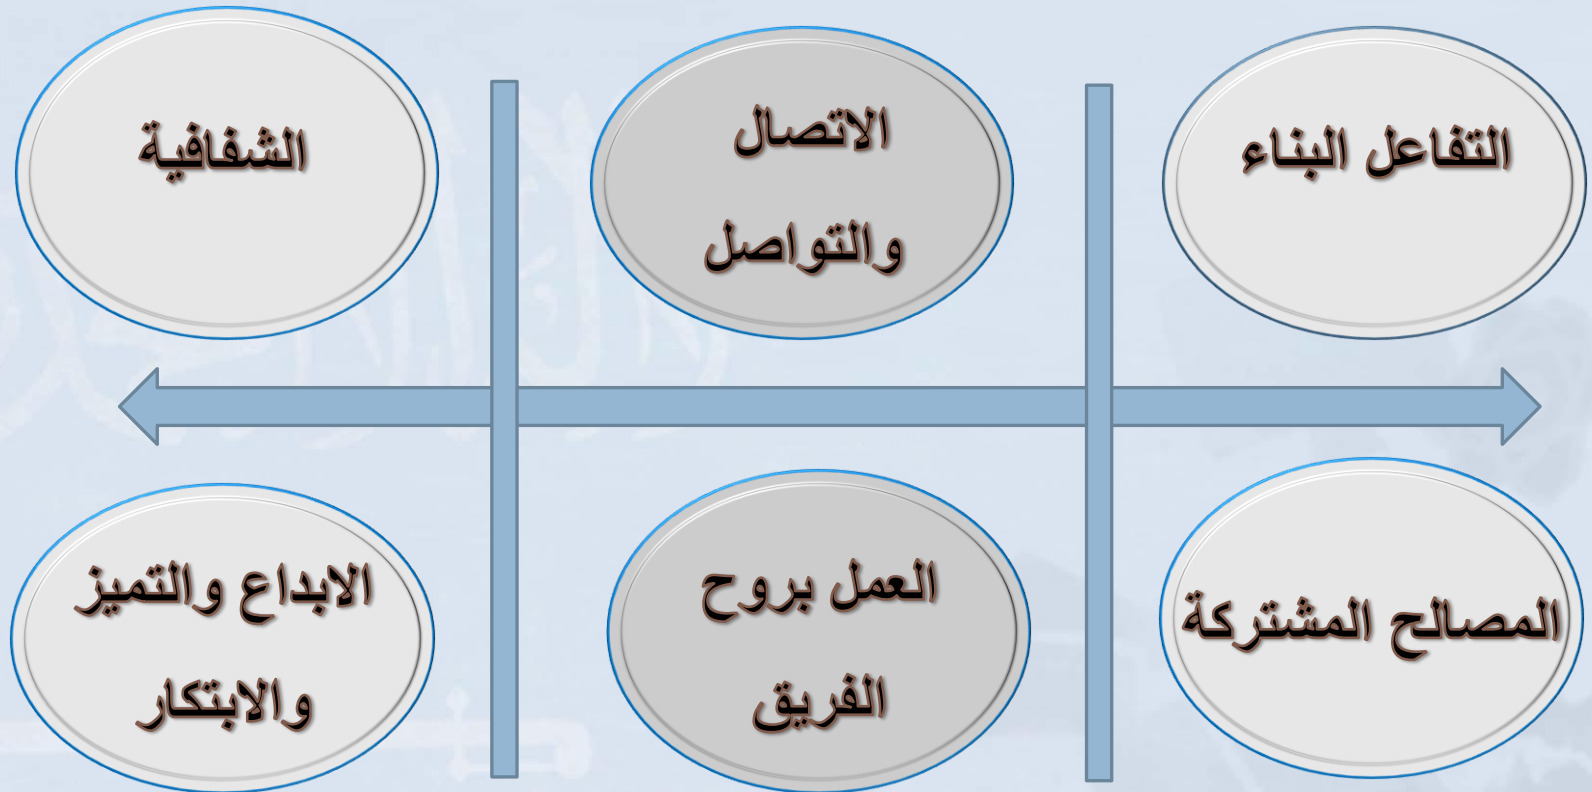 التفاعل البناء
الاتصال
والتواصل
الشفافية
المصالح المشتركة
العمل بروح
الفريق
الابداع والتميز
والابتكار